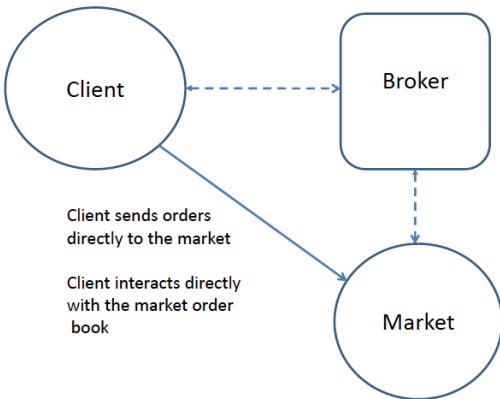 Client
Broker
Client sends orders
directly to the market
Client interacts directly
with the market order
book
Market